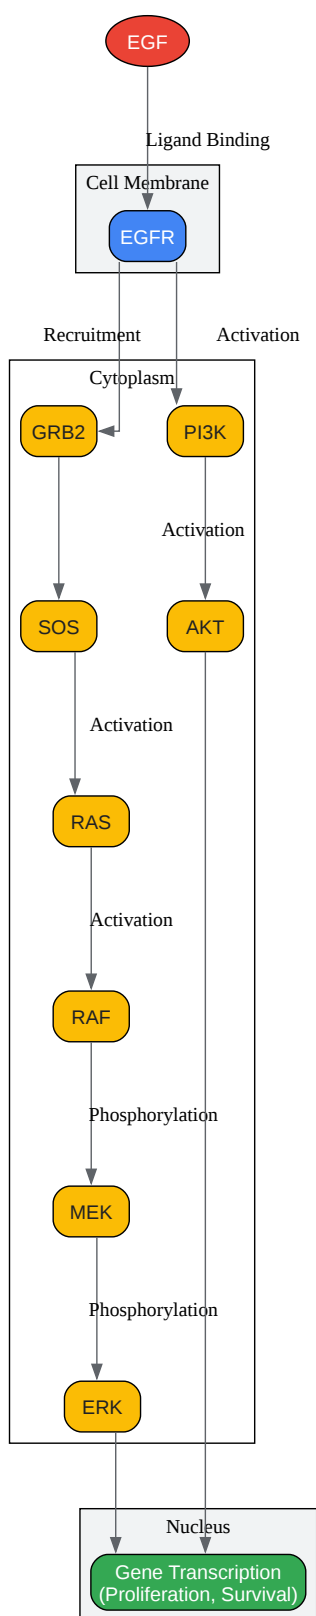 EGF
Ligand Binding
Cell Membrane
EGFR
Recruitment
Activation
Cytoplasm
GRB2
PI3K
Activation
SOS
AKT
Activation
RAS
Activation
RAF
Phosphorylation
MEK
Phosphorylation
ERK
Nucleus
Gene Transcription
(Proliferation, Survival)